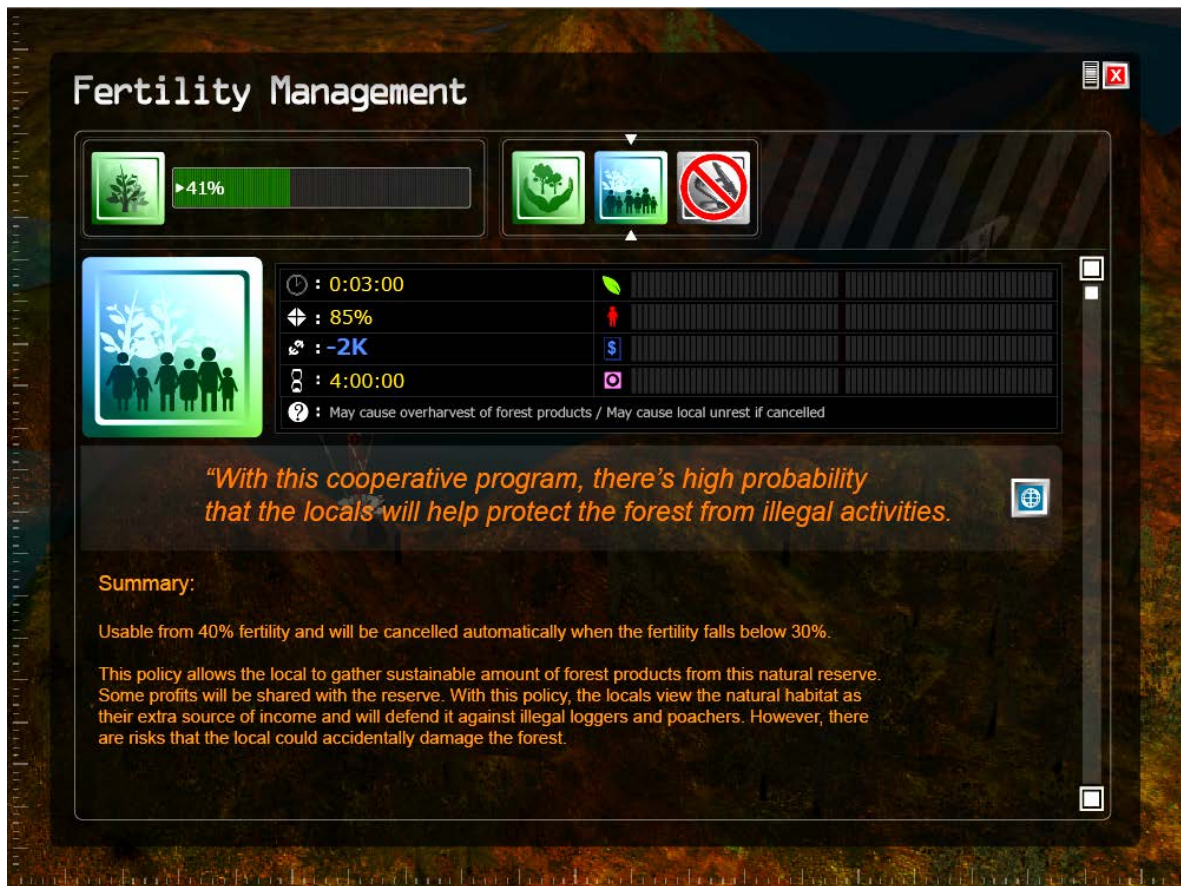 Fertility Management
X
41%
: 0:03:00
: 85%
: -2K
$
: 4:00:00
? : May cause overharvest of forest products / May cause local unrest if cancelled
“With this cooperative program, there’s high probability
that the locals will help protect the forest from illegal activities.
Summary:
Usable from 40% fertility and will be cancelled automatically when the fertility falls below 30%.
This policy allows the local to gather sustainable amount of forest products from this natural reserve.
Some profits will be shared with the reserve. With this policy, the locals view the natural habitat as
their extra source of income and will defend it against illegal loggers and poachers. However, there
are risks that the local could accidentally damage the forest.